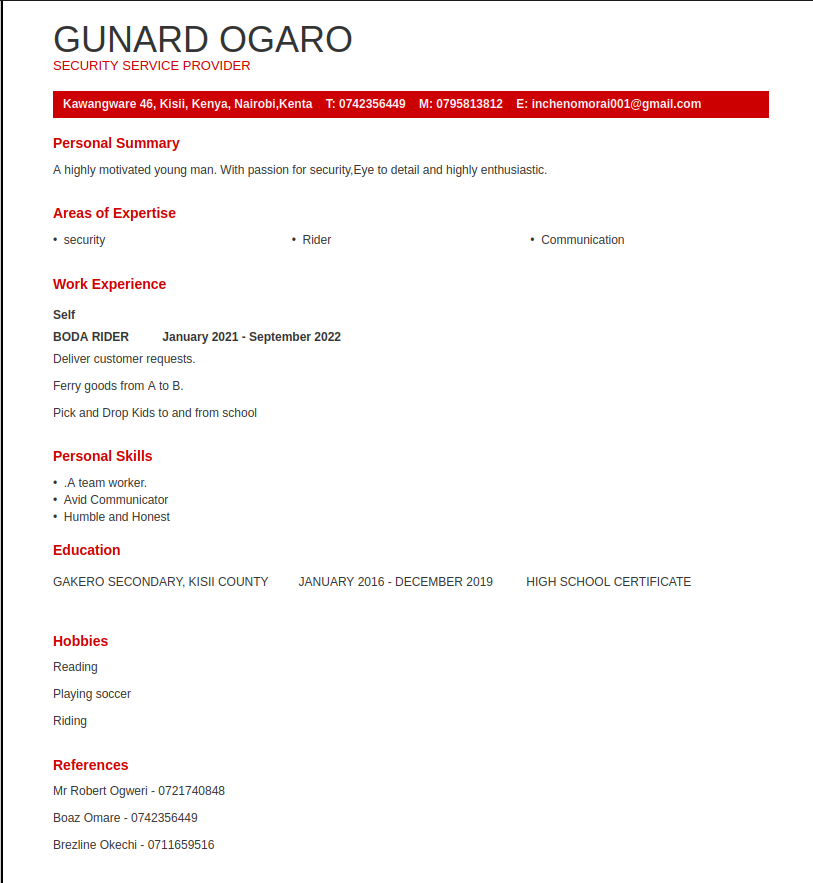 GUNARD OGARO
SECURITY SERVICE PROVIDER
Kawangware 46, Kisii, Kenya, Nairobi,Kenta T: 0742356449 M: 0795813812 E: inchenomorai001@gmail.com
Personal Summary
A highly motivated young man. With passion for security,Eye to detail and highly enthusiastic.
Areas of Expertise
• security • Rider • Communication
Work Experience
Self
BODA RIDER January 2021 - September 2022
Deliver customer requests.
Ferry goods from A to B.
Pick and Drop Kids to and from school
Personal Skills
• .A team worker.
• Avid Communicator
• Humble and Honest
Education
GAKERO SECONDARY, KISII COUNTY JANUARY 2016 - DECEMBER 2019 HIGH SCHOOL CERTIFICATE
Hobbies
Reading
Playing soccer
Riding
References
Mr Robert Ogweri - 0721740848
Boaz Omare - 0742356449
Brezline Okechi - 0711659516